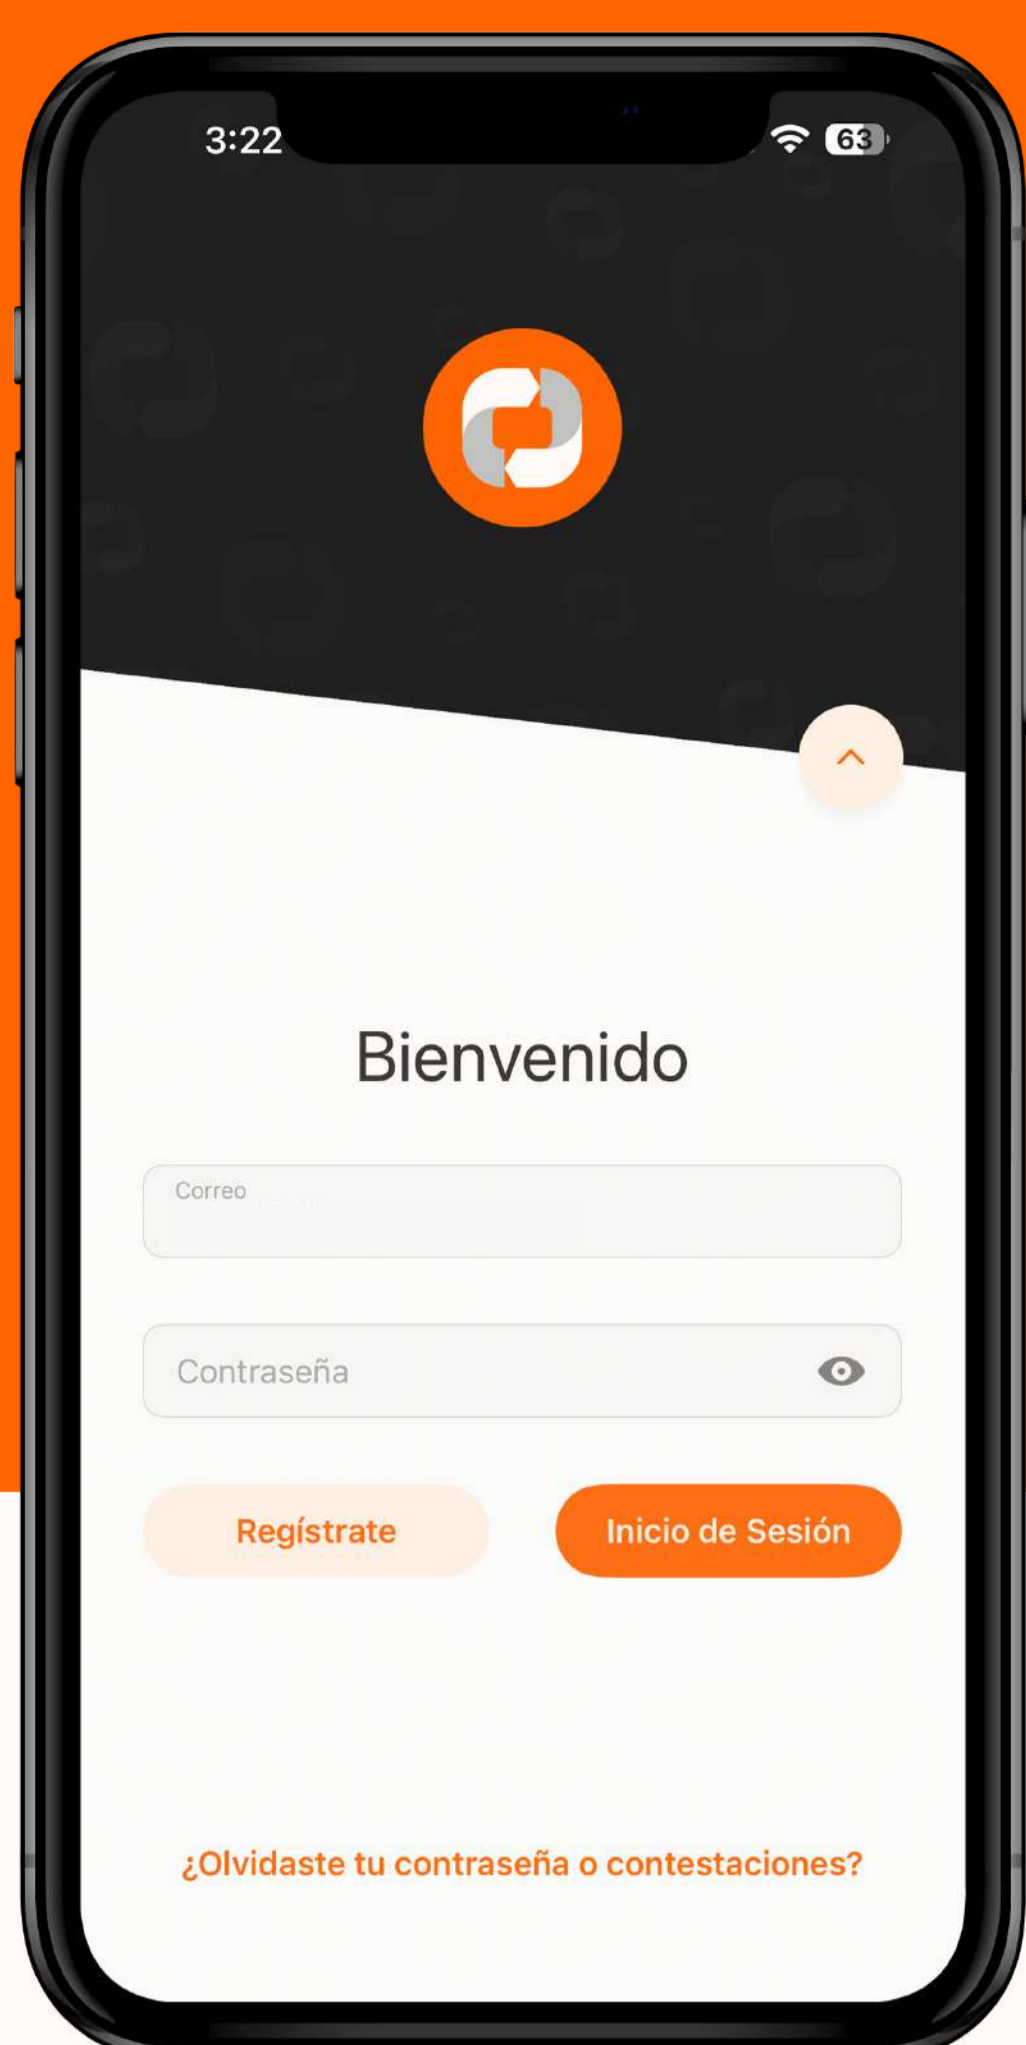 3:22
63
Bienvenido
Correo
Contraseña
Regístrate
Inicio de Sesión
¿Olvidaste tu contraseña o contestaciones?